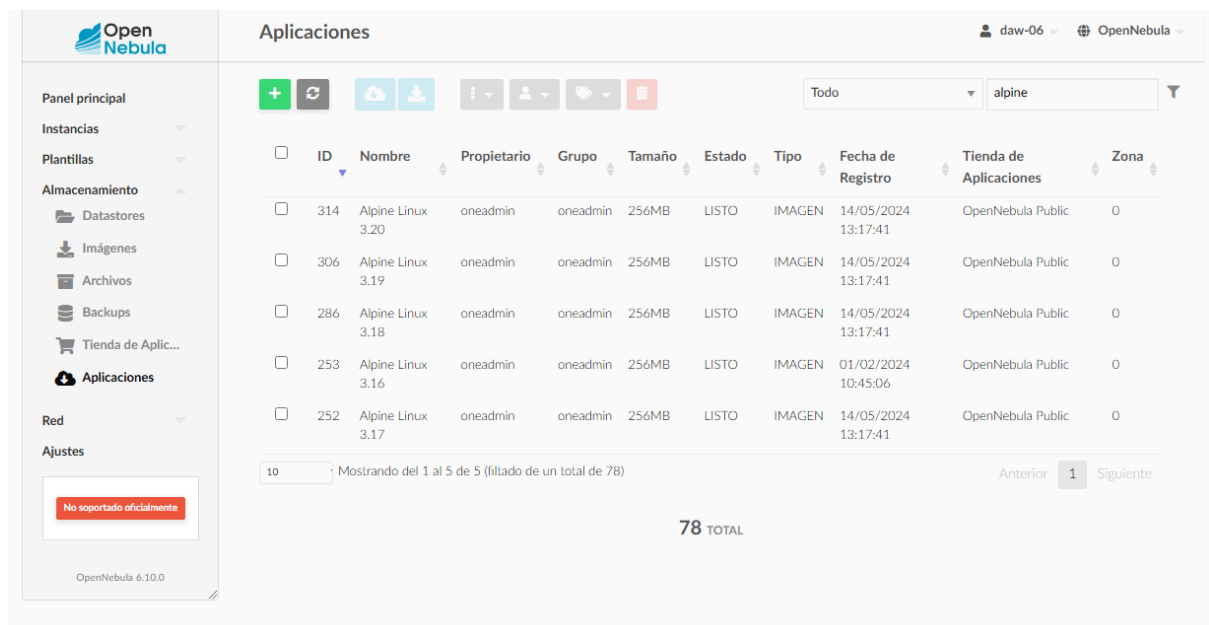 Open
Nebula
Aplicaciones
daw-06
OpenNebula
Panel principal
Instancias
Plantillas
Almacenamiento
Datastores
Imágenes
Archivos
Backups
Tienda de Aplic...
Aplicaciones
Red
Ajustes
No soportado oficialmente
OpenNebula 6.10.0
Todo
alpine
ID Nombre Propietario Grupo Tamaño Estado Tipo Fecha de Registro Tienda de Aplicaciones Zona
314 Alpine Linux 3.20 oneadmin oneadmin 256MB LISTO IMAGEN 14/05/2024 13:17:41 OpenNebula Public 0
306 Alpine Linux 3.19 oneadmin oneadmin 256MB LISTO IMAGEN 14/05/2024 13:17:41 OpenNebula Public 0
286 Alpine Linux 3.18 oneadmin oneadmin 256MB LISTO IMAGEN 14/05/2024 13:17:41 OpenNebula Public 0
253 Alpine Linux 3.16 oneadmin oneadmin 256MB LISTO IMAGEN 01/02/2024 10:45:06 OpenNebula Public 0
252 Alpine Linux 3.17 oneadmin oneadmin 256MB LISTO IMAGEN 14/05/2024 13:17:41 OpenNebula Public 0
10 Mostrando del 1 al 5 de 5 (filtado de un total de 78)
Anterior 1 Siguiente
78 TOTAL